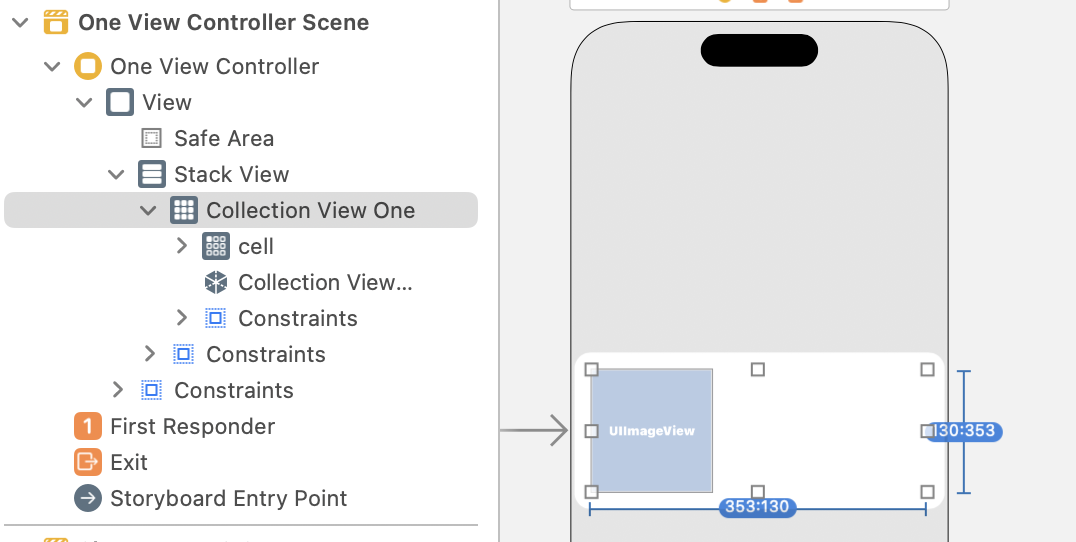 One View Controller Scene
One View Controller
View
Safe Area
Stack View
Collection View One
cell
Collection View...
Constraints
Constraints
Constraints
1 First Responder
Exit
Storyboard Entry Point
UIImageView
130:353
353:130